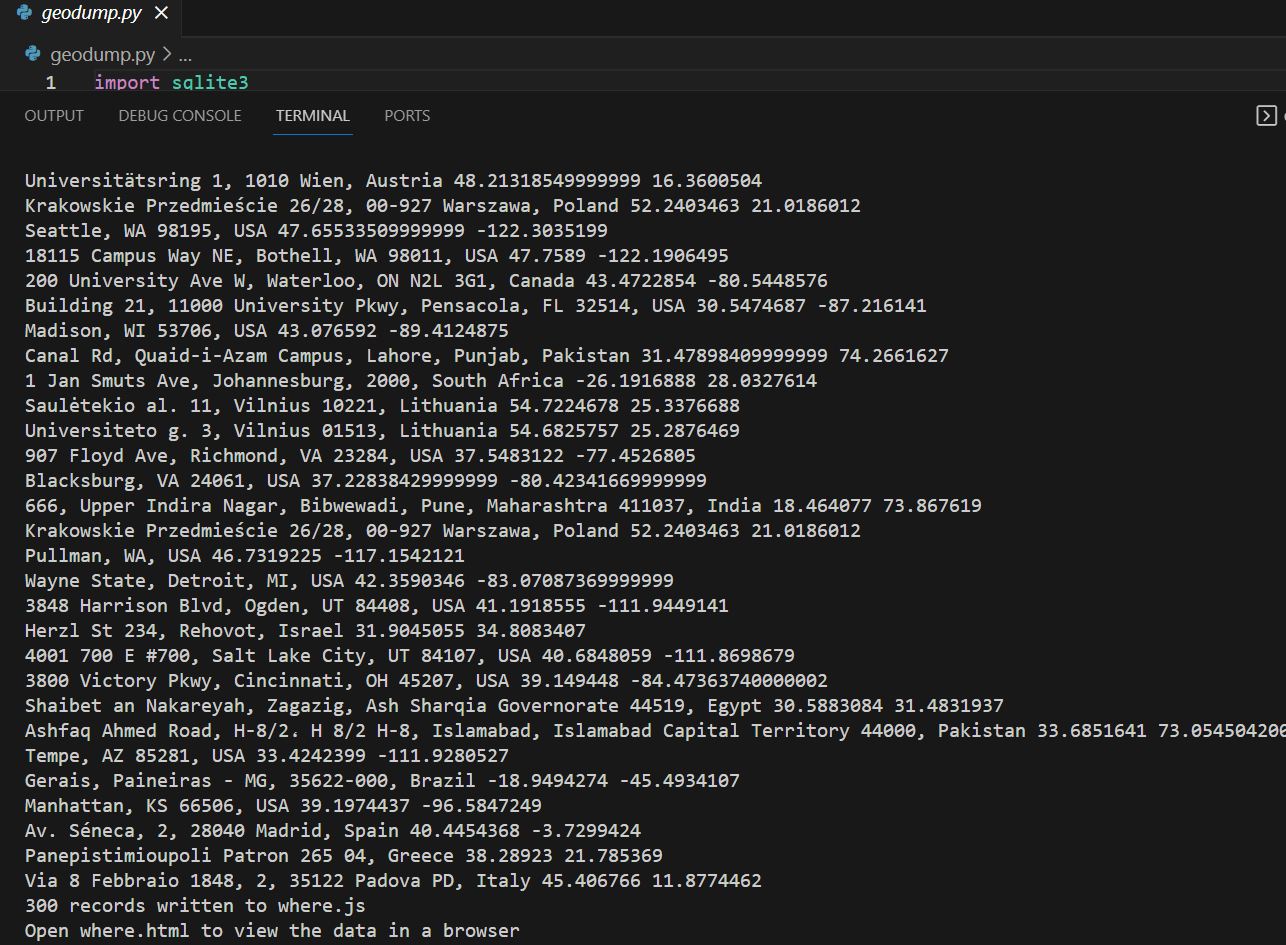 geodump.py
geodump.py > ...
1 import sqlite3
OUTPUT DEBUG CONSOLE TERMINAL PORTS
Universitätsring 1, 1010 Wien, Austria 48.21318549999999 16.3600504
Krakowskie Przedmieście 26/28, 00-927 Warszawa, Poland 52.2403463 21.0186012
Seattle, WA 98195, USA 47.65533509999999 -122.3035199
18115 Campus Way NE, Bothell, WA 98011, USA 47.7589 -122.1906495
200 University Ave W, Waterloo, ON N2L 3G1, Canada 43.4722854 -80.5448576
Building 21, 11000 University Pkwy, Pensacola, FL 32514, USA 30.5474687 -87.216141
Madison, WI 53706, USA 43.076592 -89.4124875
Canal Rd, Quaid-i-Azam Campus, Lahore, Punjab, Pakistan 31.47898409999999 74.2661627
1 Jan Smuts Ave, Johannesburg, 2000, South Africa -26.1916888 28.0327614
Saulėtekio al. 11, Vilnius 10221, Lithuania 54.7224678 25.3376688
Universiteto g. 3, Vilnius 01513, Lithuania 54.6825757 25.2876469
907 Floyd Ave, Richmond, VA 23284, USA 37.5483122 -77.4526805
Blacksburg, VA 24061, USA 37.22838429999999 -80.42341669999999
666, Upper Indira Nagar, Bibwewadi, Pune, Maharashtra 411037, India 18.464077 73.867619
Krakowskie Przedmieście 26/28, 00-927 Warszawa, Poland 52.2403463 21.0186012
Pullman, WA, USA 46.7319225 -117.1542121
Wayne State, Detroit, MI, USA 42.3590346 -83.07087369999999
3848 Harrison Blvd, Ogden, UT 84408, USA 41.1918555 -111.9449141
Herzl St 234, Rehovot, Israel 31.9045055 34.8083407
4001 700 E #700, Salt Lake City, UT 84107, USA 40.6848059 -111.8698679
3800 Victory Pkwy, Cincinnati, OH 45207, USA 39.149448 -84.47363740000002
Shaibet an Nakareyah, Zagazig, Ash Sharqia Governorate 44519, Egypt 30.5883084 31.4831937
Ashfaq Ahmed Road, H-8/2، H 8/2 H-8, Islamabad, Islamabad Capital Territory 44000, Pakistan 33.6851641 73.054504200
Tempe, AZ 85281, USA 33.4242399 -111.9280527
Gerais, Paineiras - MG, 35622-000, Brazil -18.9494274 -45.4934107
Manhattan, KS 66506, USA 39.1974437 -96.5847249
Av. Séneca, 2, 28040 Madrid, Spain 40.4454368 -3.7299424
Panepistimioupoli Patron 265 04, Greece 38.28923 21.785369
Via 8 Febbraio 1848, 2, 35122 Padova PD, Italy 45.406766 11.8774462
300 records written to where.js
Open where.html to view the data in a browser